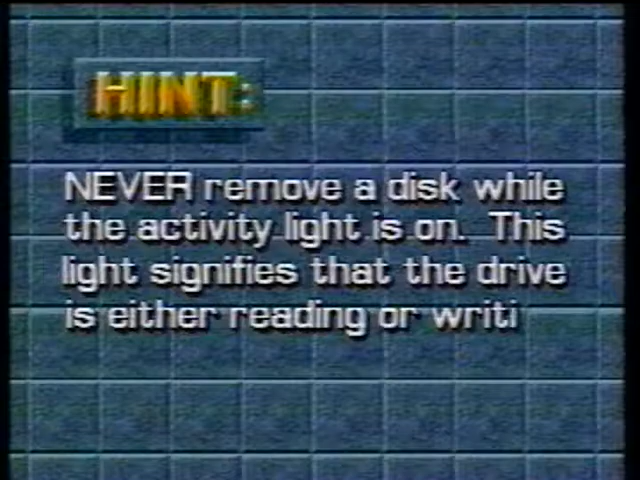 HINT:
NEVER remove a disk while
the activity light is on. This
light signifies that the drive
is either reading or writi